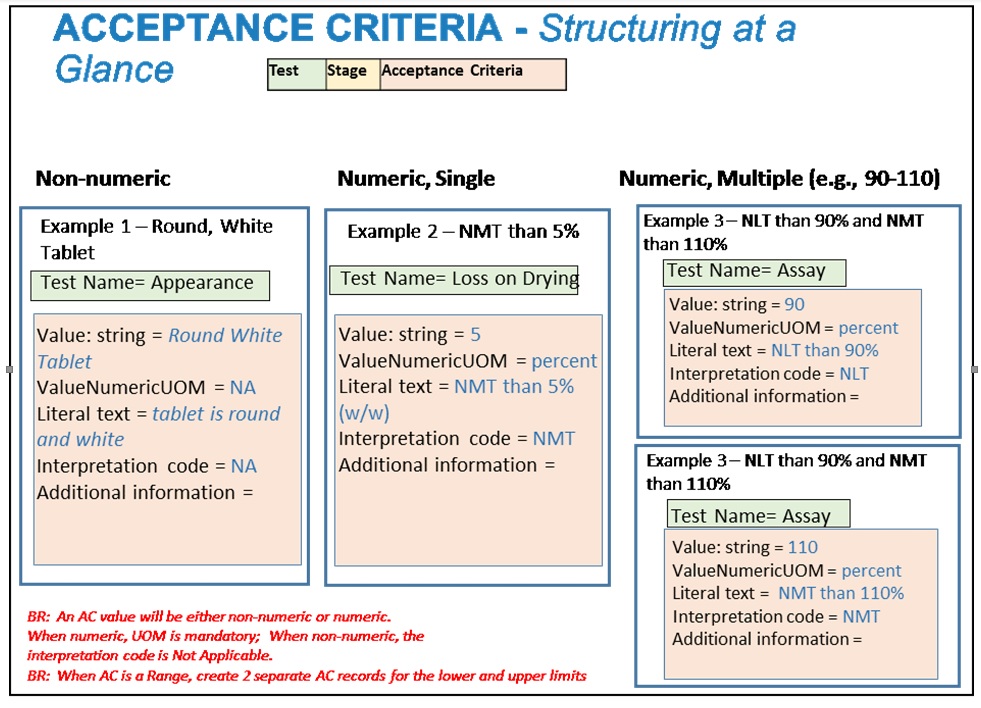 ACCEPTANCE CRITERIA - Structuring at a
Glance
Test Stage Acceptance Criteria
Non-numeric
Example 1 – Round, White
Tablet
Test Name= Appearance
Value: string = Round White
Tablet
ValueNumericUOM = NA
Literal text = tablet is round
and white
Interpretation code = NA
Additional information =
Numeric, Single
Example 2 – NMT than 5%
Test Name= Loss on Drying
Value: string = 5
ValueNumericUOM = percent
Literal text = NMT than 5%
(w/w)
Interpretation code = NMT
Additional information =
Numeric, Multiple (e.g., 90-110)
Example 3 – NLT than 90% and NMT
than 110%
Test Name= Assay
Value: string = 90
ValueNumericUOM = percent
Literal text = NLT than 90%
Interpretation code = NLT
Additional information =
Example 3 – NLT than 90% and NMT
than 110%
Test Name= Assay
Value: string = 110
ValueNumericUOM = percent
Literal text = NMT than 110%
Interpretation code = NMT
Additional information =
BR: An AC value will be either non-numeric or numeric.
When numeric, UOM is mandatory; When non-numeric, the
interpretation code is Not Applicable.
BR: When AC is a Range, create 2 separate AC records for the lower and upper limits